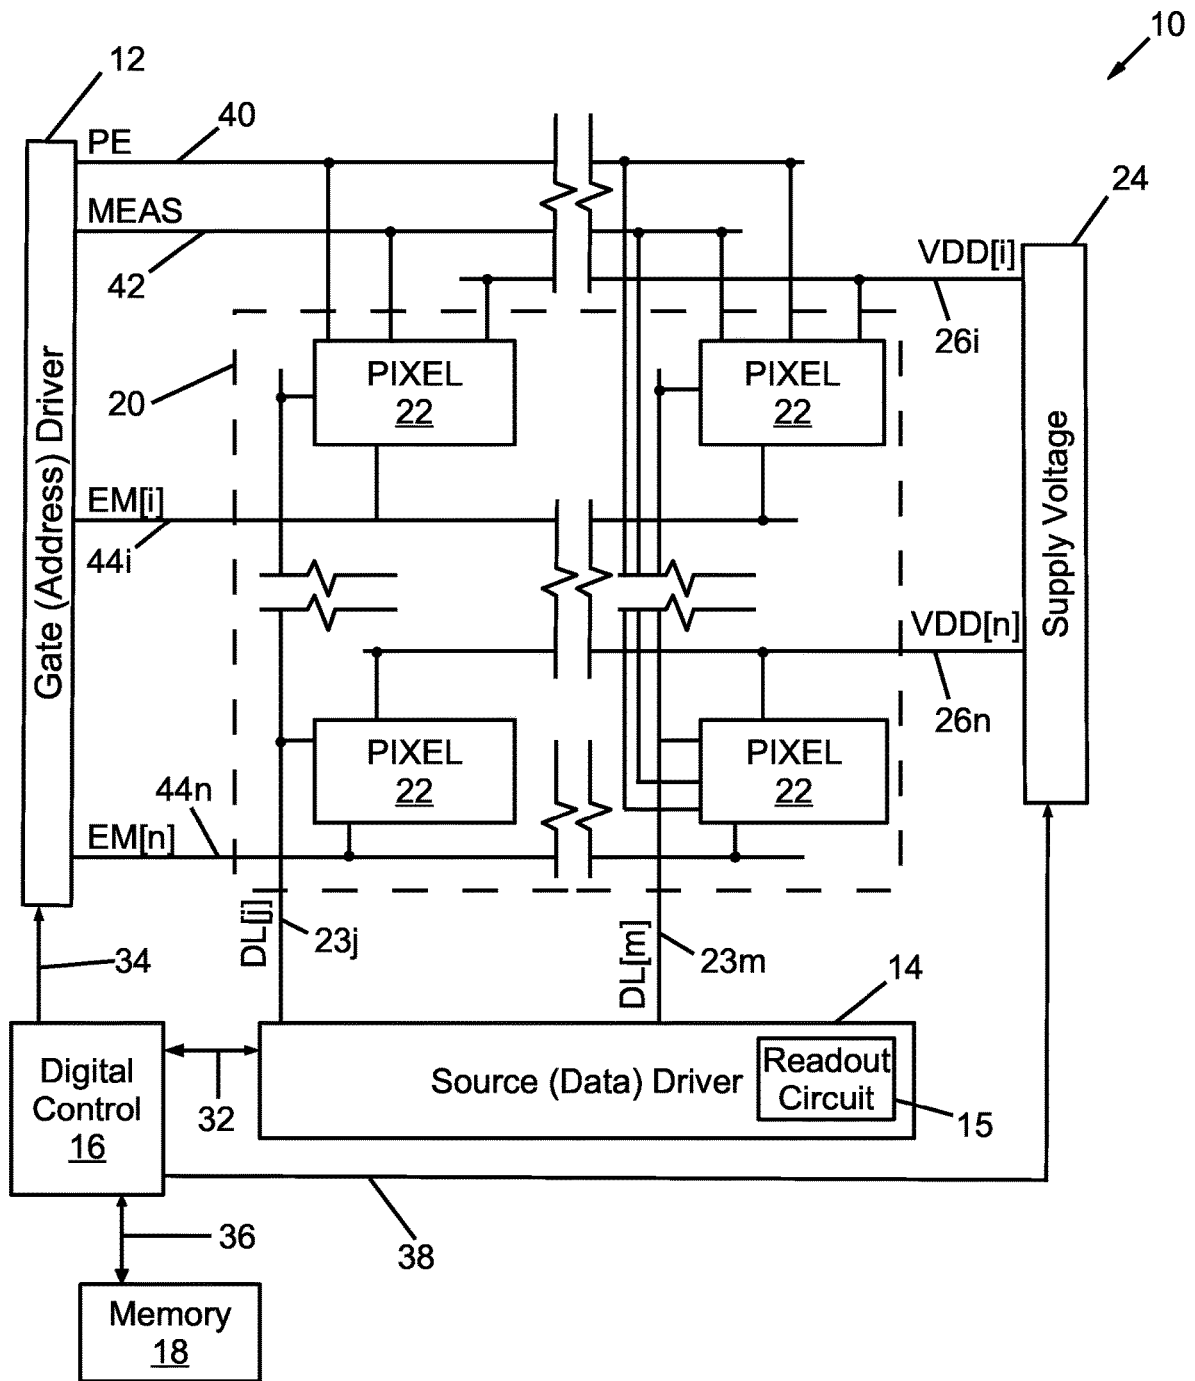 10
12
PE
40
MEAS
42
24
VDD[i]
26i
20
PIXEL
22
PIXEL
22
Gate (Address) Driver
Supply Voltage
EM[i]
44i
VDD[n]
26n
PIXEL
22
PIXEL
22
44n
EM[n]
DL[j]
23j
DL[m]
23m
34
14
Digital
Control
16
32
Source (Data) Driver
Readout
Circuit
15
36
38
Memory
18